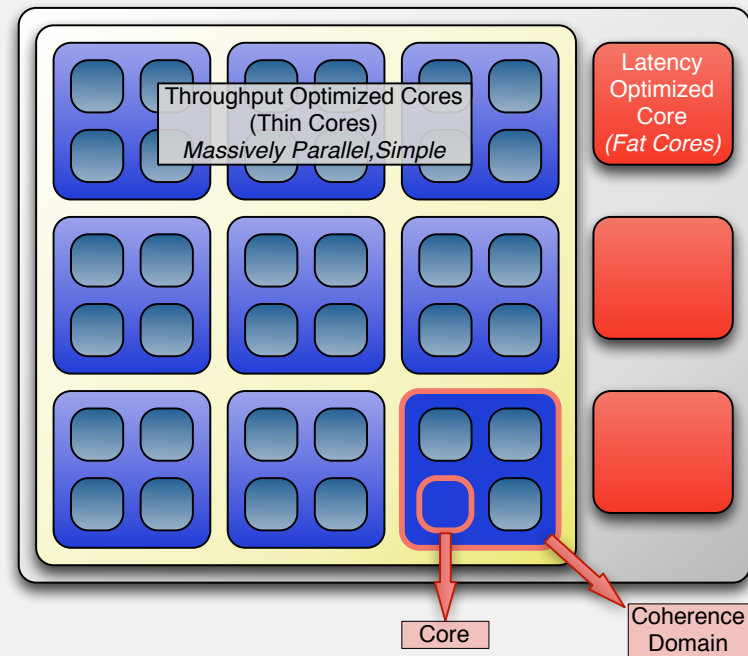 Throughput Optimized Cores
(Thin Cores)
Massively Parallel,Simple
Latency
Optimized
Core
(Fat Cores)
Core
Coherence
Domain